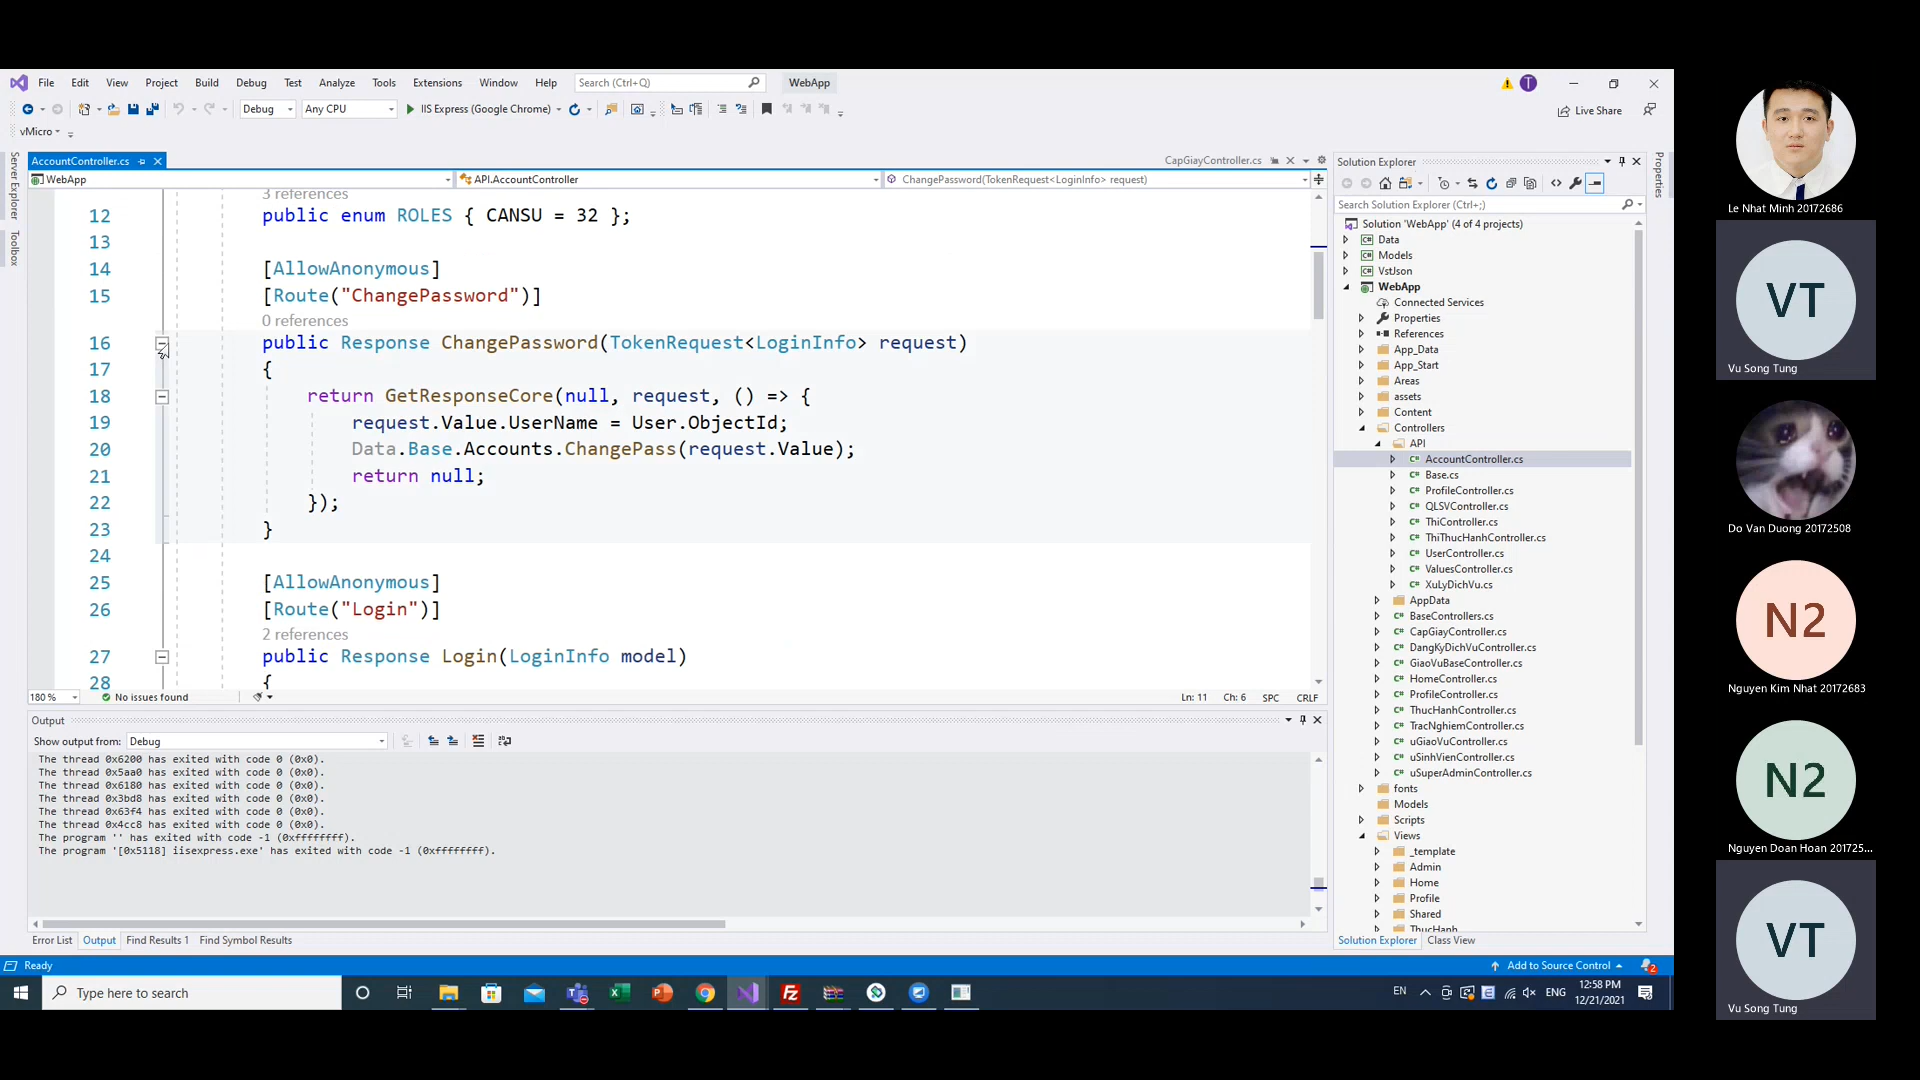 File Edit View Project Build Debug Test Analyze Tools Extensions Window Help Search (Ctrl+Q) WebApp T
Debug Any CPU IIS Express (Google Chrome) Live Share
vMicro
Server Explorer
Toolbox
AccountController.cs CapGiayController.cs
WebApp API.AccountController ChangePassword(TokenRequest<LoginInfo> request)
3 references
12 public enum ROLES { CANSU = 32 };
13
14 [AllowAnonymous]
15 [Route("ChangePassword")]
0 references
16 public Response ChangePassword(TokenRequest<LoginInfo> request)
17 {
18 return GetResponseCore(null, request, () => {
19 request.Value.UserName = User.ObjectId;
20 Data.Base.Accounts.ChangePass(request.Value);
21 return null;
22 });
23 }
24
25 [AllowAnonymous]
26 [Route("Login")]
2 references
27 public Response Login(LoginInfo model)
28 {
180 % No issues found Ln: 11 Ch: 6 SPC CRLF
Output
Show output from: Debug
The thread 0x6200 has exited with code 0 (0x0).
The thread 0x5aa0 has exited with code 0 (0x0).
The thread 0x6180 has exited with code 0 (0x0).
The thread 0x3bd8 has exited with code 0 (0x0).
The thread 0x63f4 has exited with code 0 (0x0).
The thread 0x4cc8 has exited with code 0 (0x0).
The program '' has exited with code -1 (0xffffffff).
The program '[0x5118] iisexpress.exe' has exited with code -1 (0xffffffff).
Error List Output Find Results 1 Find Symbol Results
Solution Explorer
Search Solution Explorer (Ctrl+;)
Solution 'WebApp' (4 of 4 projects)
Data
Models
VstJson
WebApp
Connected Services
Properties
References
App_Data
App_Start
Areas
assets
Content
Controllers
API
C# AccountController.cs
C# Base.cs
C# ProfileController.cs
C# QLSVController.cs
C# ThiController.cs
C# ThiThucHanhController.cs
C# UserController.cs
C# ValuesController.cs
C# XuLyDichVu.cs
AppData
C# BaseControllers.cs
C# CapGiayController.cs
C# DangKyDichVuController.cs
C# GiaoVuBaseController.cs
C# HomeController.cs
C# ProfileController.cs
C# ThucHanhController.cs
C# TracNghiemController.cs
C# uGiaoVuController.cs
C# uSinhVienController.cs
C# uSuperAdminController.cs
fonts
Models
Scripts
Views
_template
Admin
Home
Profile
Shared
ThucHanh
Solution Explorer Class View
Properties
Ready Add to Source Control 2
Type here to search EN ENG 12:58 PM
12/21/2021
Le Nhat Minh 20172686
VT
Vu Song Tung
Do Van Duong 20172508
N2
Nguyen Kim Nhat 20172683
N2
Nguyen Doan Hoan 201725...
VT
Vu Song Tung